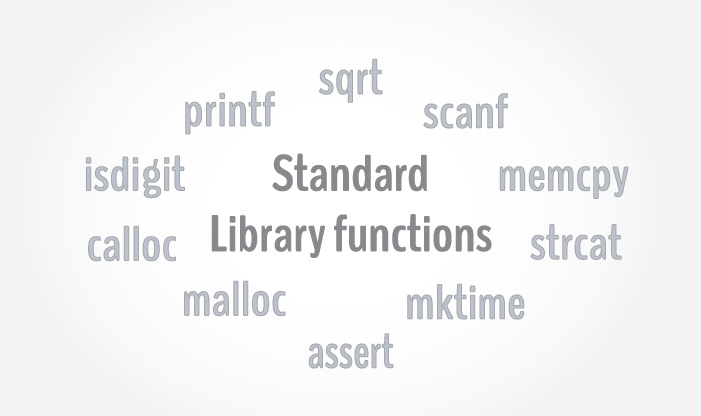 sqrt
printf
scanf
isdigit
Standard
memcpy
calloc
Library functions
strcat
malloc
mktime
assert